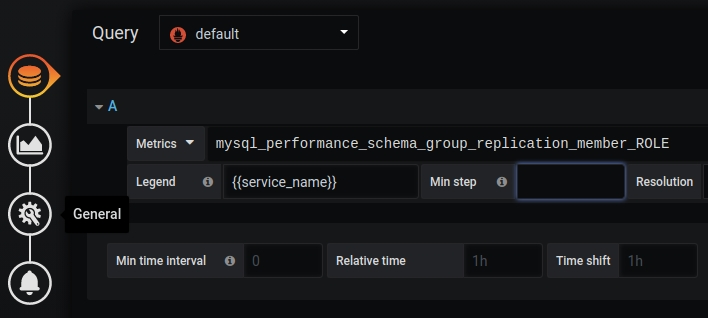 Query default
A
Metrics mysql_performance_schema_group_replication_member_ROLE
Legend {{service_name}} Min step Resolution
General
Min time interval 0 Relative time 1h Time shift 1h